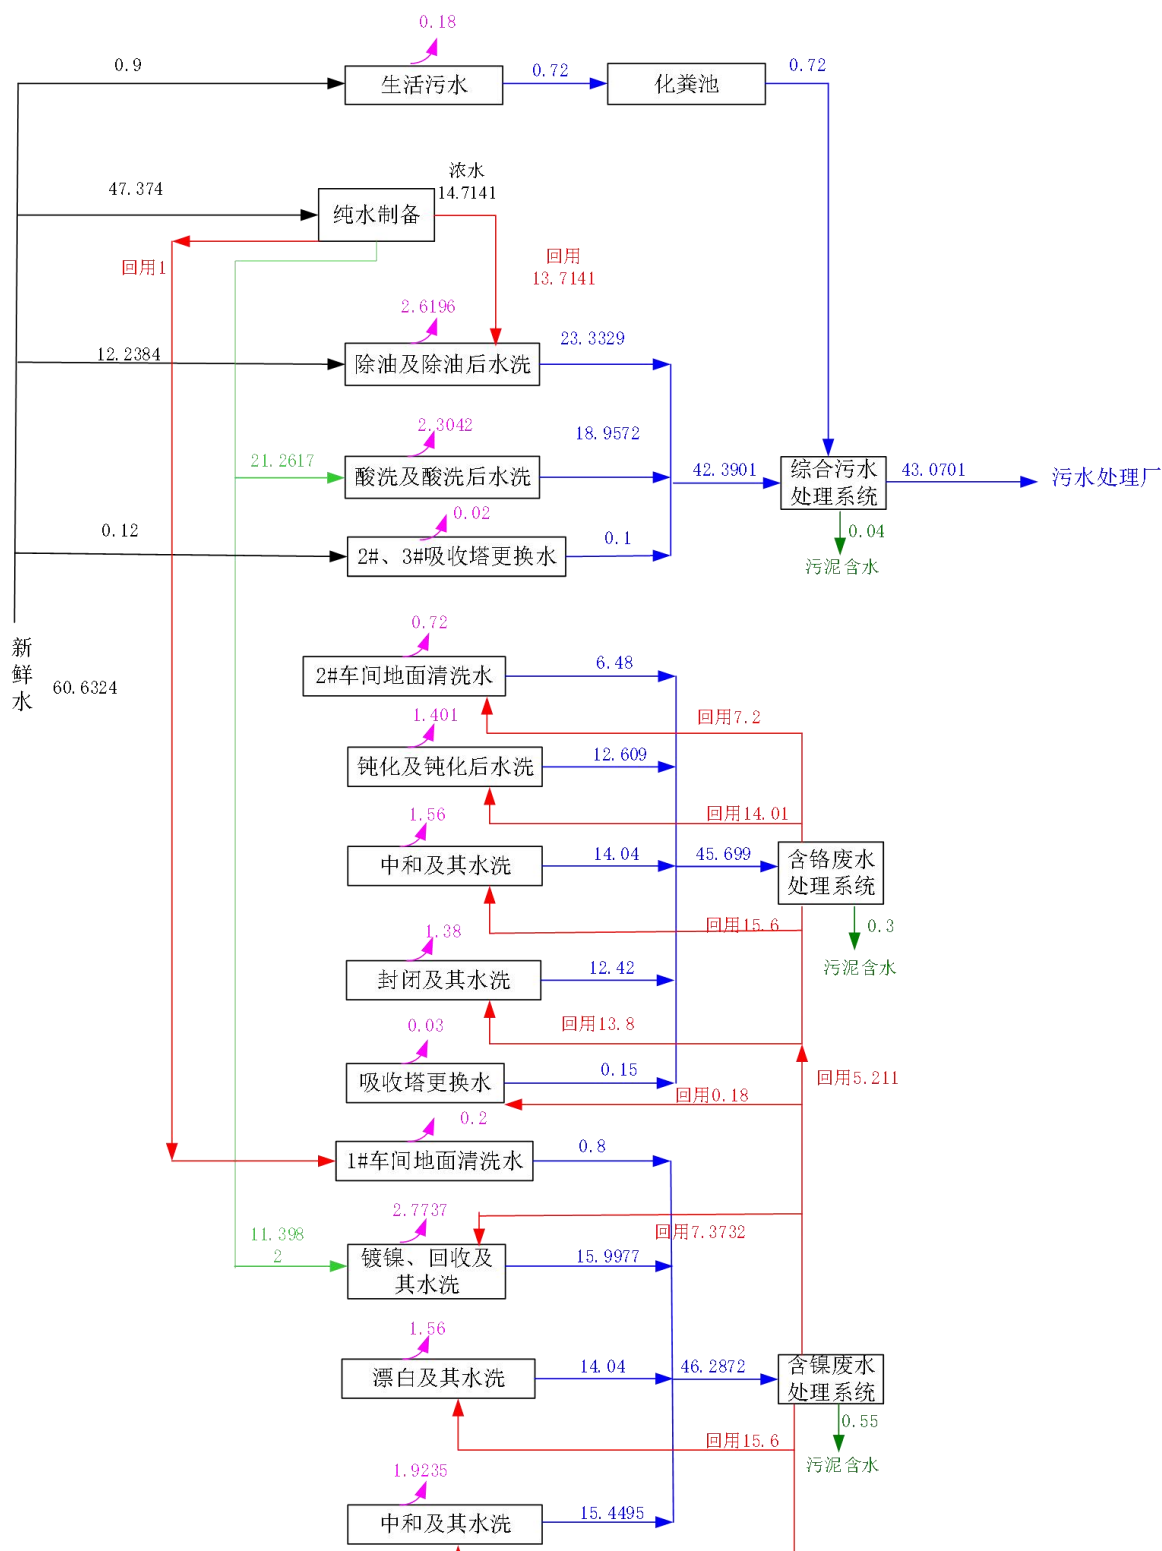 0.18
0.9
生活污水
0.72
化粪池
0.72
47.374
纯水制备
浓水
14.7141
回用1
回用
13.7141
2.6196
12.2384
除油及除油后水洗
23.3329
2.3042
21.2617
酸洗及酸洗后水洗
18.9572
42.3901
综合污水
处理系统
43.0701
污水处理厂
0.02
0.12
2#、3#吸收塔更换水
0.1
0.04
污泥含水
新
鲜
水
60.6324
0.72
2#车间地面清洗水
6.48
回用7.2
1.401
钝化及钝化后水洗
12.609
回用14.01
1.56
中和及其水洗
14.04
45.699
含铬废水
处理系统
回用15.6
0.3
污泥含水
1.38
封闭及其水洗
12.42
回用13.8
0.03
吸收塔更换水
0.15
回用0.18
回用5.211
0.2
1#车间地面清洗水
0.8
2.7737
11.398
2
镀镍、回收及
其水洗
回用7.3732
15.9977
1.56
漂白及其水洗
14.04
46.2872
含镍废水
处理系统
回用15.6
0.55
污泥含水
1.9235
中和及其水洗
15.4495